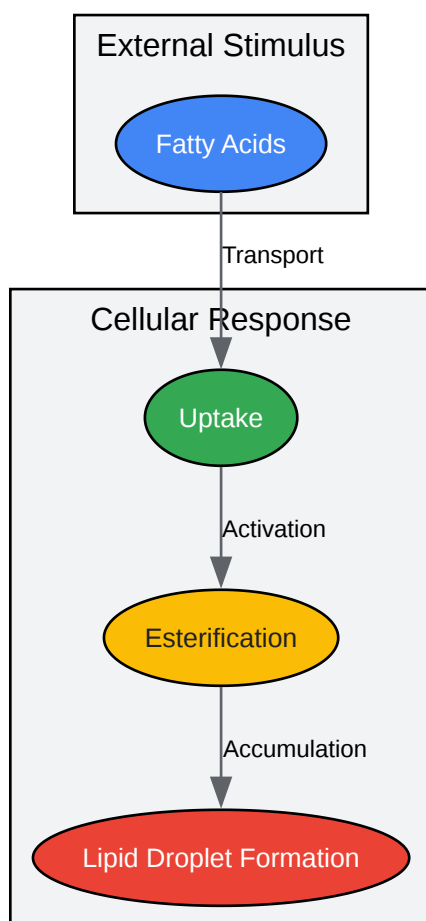 External Stimulus
Fatty Acids
Transport
Cellular Response
Uptake
Activation
Esterification
Accumulation
Lipid Droplet Formation